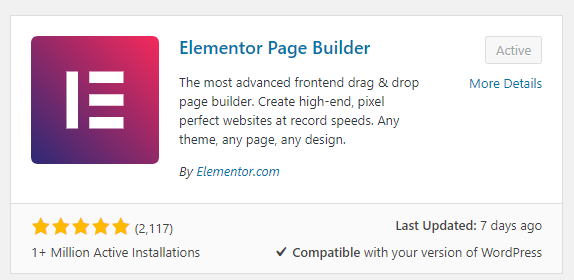 Elementor Page Builder
Active
The most advanced frontend drag & drop
More Details
page builder. Create high-end, pixel
perfect websites at record speeds. Any
theme, any page, any design.
By Elementor.com
(2,117)
Last Updated: 7 days ago
1+ Million Active Installations
Compatible with your version of WordPress